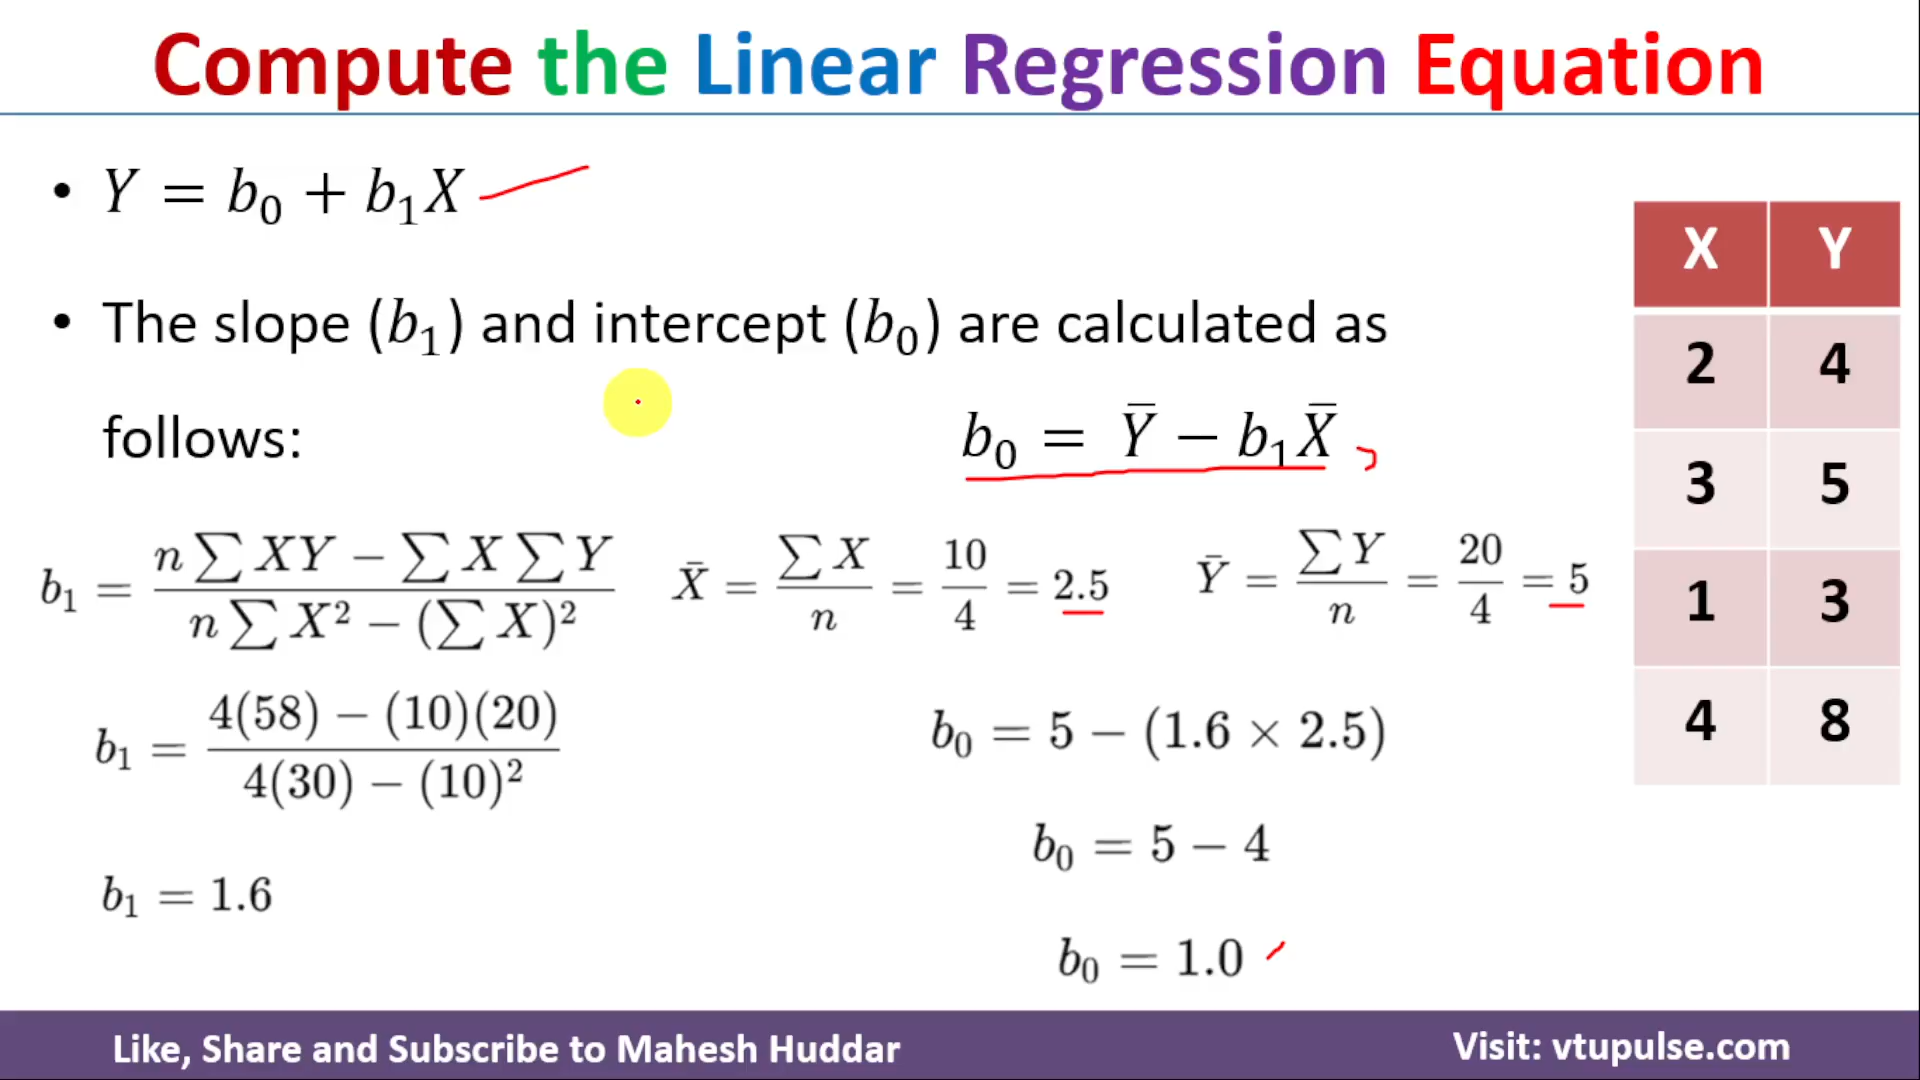 Compute the Linear Regression Equation
• Y = b₀ + b₁X
• The slope (b₁) and intercept (b₀) are calculated as
follows:
b₀ = Ȳ − b₁X̄
b₁ = (n ∑ XY − ∑ X ∑ Y) / (n ∑ X² − (∑ X)²)
X̄ = ∑ X / n = 10 / 4 = 2.5
Ȳ = ∑ Y / n = 20 / 4 = 5
b₁ = (4(58) − (10)(20)) / (4(30) − (10)²)
b₁ = 1.6
b₀ = 5 − (1.6 × 2.5)
b₀ = 5 − 4
b₀ = 1.0
X Y
2 4
3 5
1 3
4 8
Like, Share and Subscribe to Mahesh Huddar
Visit: vtupulse.com